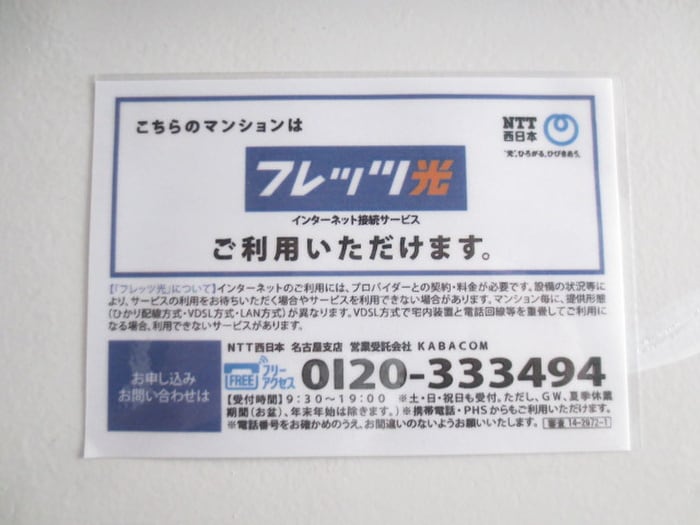 こちらのマンションは
NTT
西日本
"光"、ひろがる、ひびきあう。
フレッツ光
インターネット接続サービス
ご利用いただけます。
【「フレッツ光」について】インターネットのご利用には、プロバイダーとの契約・料金が必要です。設備の状況等に
より、サービスの利用をお待ちいただく場合やサービスを利用できない場合があります。マンション毎に、提供形態
(ひかり配線方式・VDSL方式・LAN方式)が異なります。VDSL方式で宅内装置と電話回線等を重畳してご利用に
なる場合、利用できないサービスがあります。
お申し込み
お問い合わせは
NTT西日本 名古屋支店 営業受託会社 KABACOM
FREE フリー
アクセス
0120-333494
【受付時間】9:30～19:00 ※土・日・祝日も受付。ただし、GW、夏季休業
期間(お盆)、年末年始は除きます。)※携帯電話・PHSからもご利用いただけます。
※電話番号をお確かめのうえ、お間違いのないようお願いいたします。 審査 14-2972-1